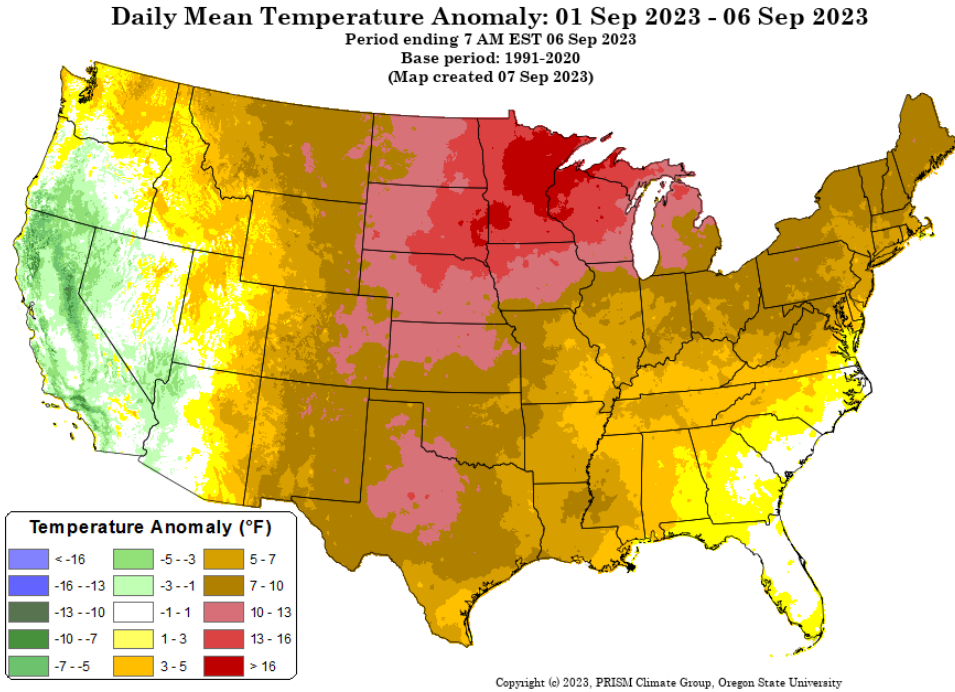 Daily Mean Temperature Anomaly: 01 Sep 2023 - 06 Sep 2023
Period ending 7 AM EST 06 Sep 2023
Base period: 1991-2020
(Map created 07 Sep 2023)
Temperature Anomaly (°F)
< -16
-5 - -3
5 - 7
-16 - -13
-3 - -1
7 - 10
-13 - -10
-1 - 1
10 - 13
-10 - -7
1 - 3
13 - 16
-7 - -5
3 - 5
> 16
Copyright (c) 2023, PRISM Climate Group, Oregon State University